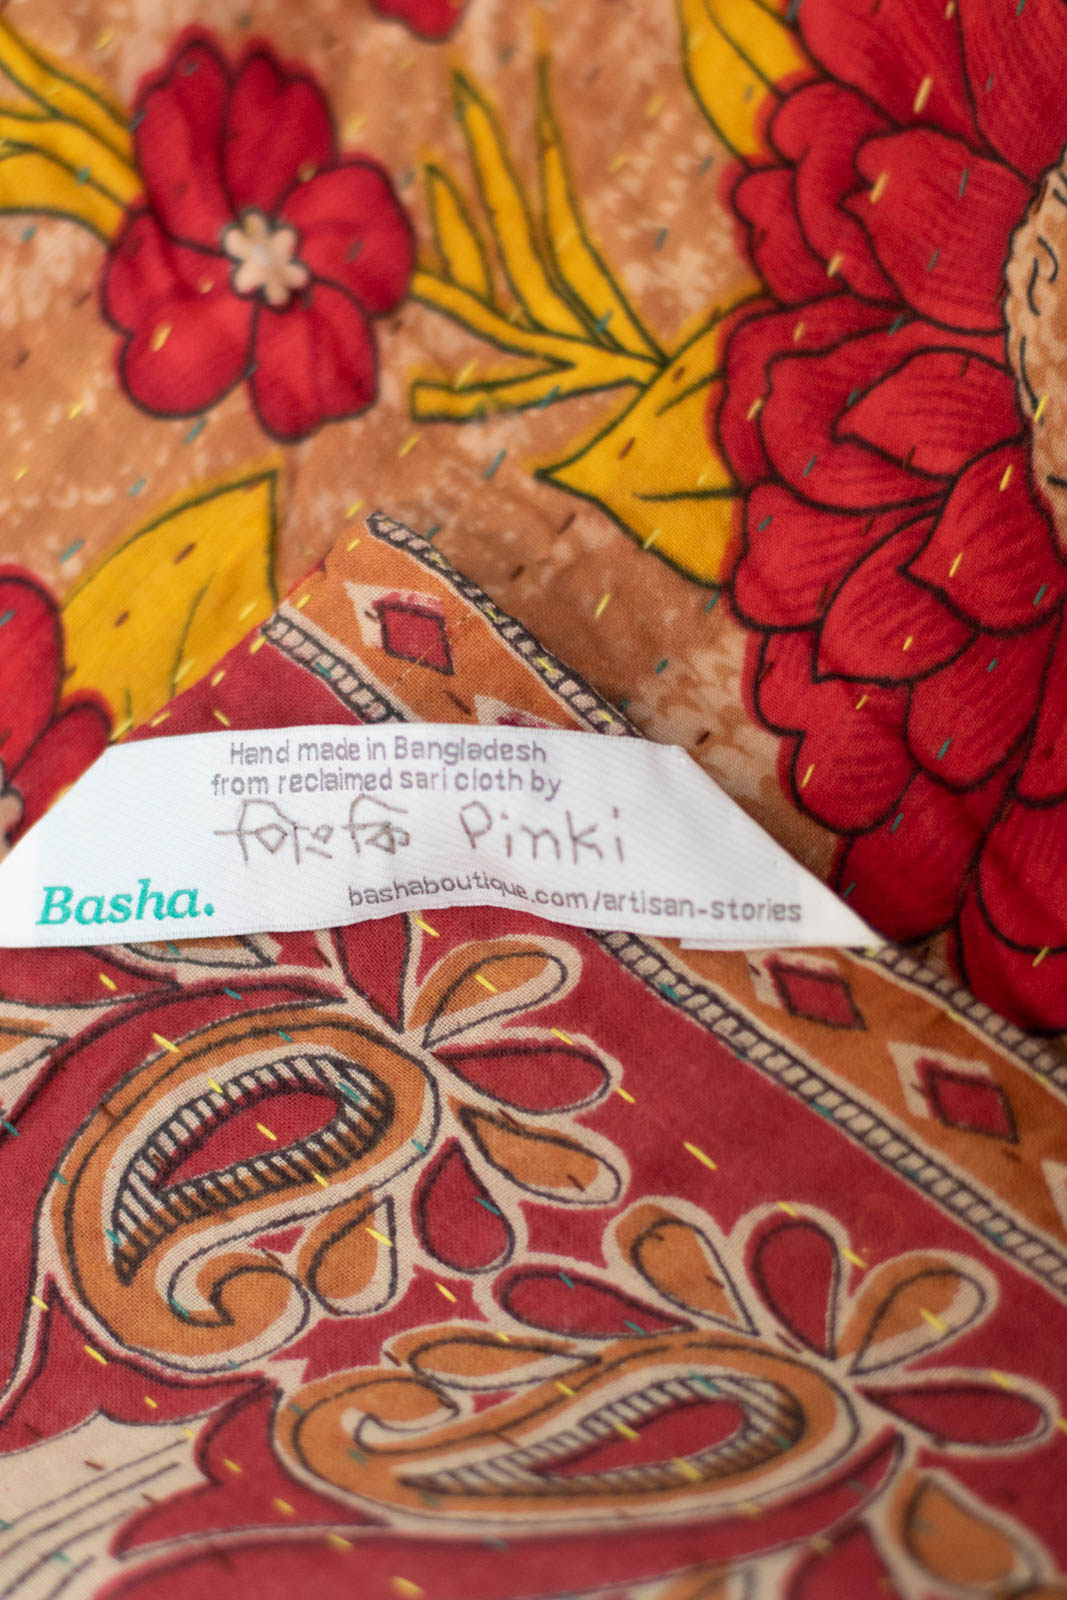 Hand made in Bangladesh
from reclaimed sari cloth by
পিংকি Pinki
bashaboutique.com/artisan-stories
Basha.